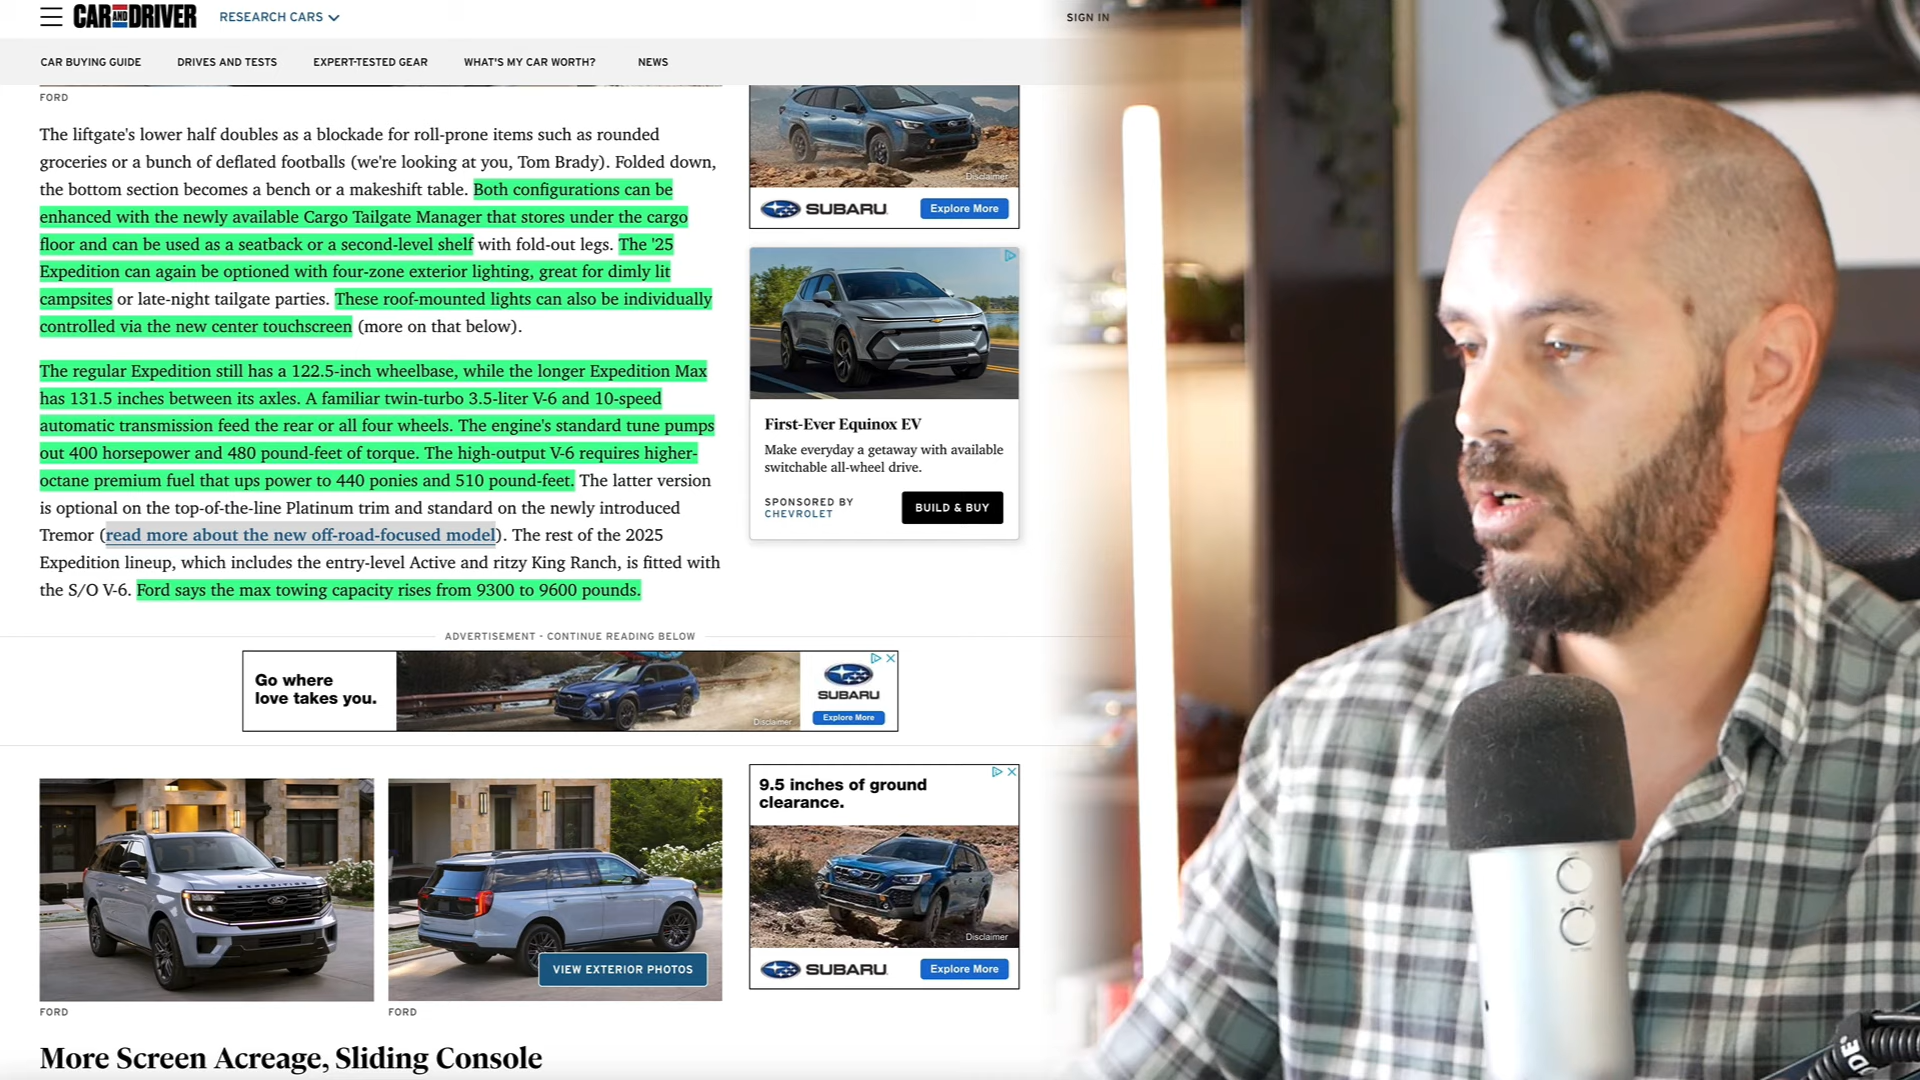 CAR AND DRIVER
RESEARCH CARS
SIGN IN
CAR BUYING GUIDE
DRIVES AND TESTS
EXPERT-TESTED GEAR
WHAT'S MY CAR WORTH?
NEWS
FORD
The liftgate's lower half doubles as a blockade for roll-prone items such as rounded
groceries or a bunch of deflated footballs (we're looking at you, Tom Brady). Folded down,
the bottom section becomes a bench or a makeshift table. Both configurations can be
enhanced with the newly available Cargo Tailgate Manager that stores under the cargo
floor and can be used as a seatback or a second-level shelf with fold-out legs. The '25
Expedition can again be optioned with four-zone exterior lighting, great for dimly lit
campsites or late-night tailgate parties. These roof-mounted lights can also be individually
controlled via the new center touchscreen (more on that below).
The regular Expedition still has a 122.5-inch wheelbase, while the longer Expedition Max
has 131.5 inches between its axles. A familiar twin-turbo 3.5-liter V-6 and 10-speed
automatic transmission feed the rear or all four wheels. The engine's standard tune pumps
out 400 horsepower and 480 pound-feet of torque. The high-output V-6 requires higher-
octane premium fuel that ups power to 440 ponies and 510 pound-feet. The latter version
is optional on the top-of-the-line Platinum trim and standard on the newly introduced
Tremor (read more about the new off-road-focused model). The rest of the 2025
Expedition lineup, which includes the entry-level Active and ritzy King Ranch, is fitted with
the S/O V-6. Ford says the max towing capacity rises from 9300 to 9600 pounds.
Disclaimer
SUBARU
Explore More
First-Ever Equinox EV
Make everyday a getaway with available
switchable all-wheel drive.
SPONSORED BY
CHEVROLET
BUILD & BUY
ADVERTISEMENT - CONTINUE READING BELOW
Go where
love takes you.
Disclaimer
SUBARU
Explore More
VIEW EXTERIOR PHOTOS
FORD
FORD
9.5 inches of ground
clearance.
Disclaimer
SUBARU
Explore More
More Screen Acreage, Sliding Console